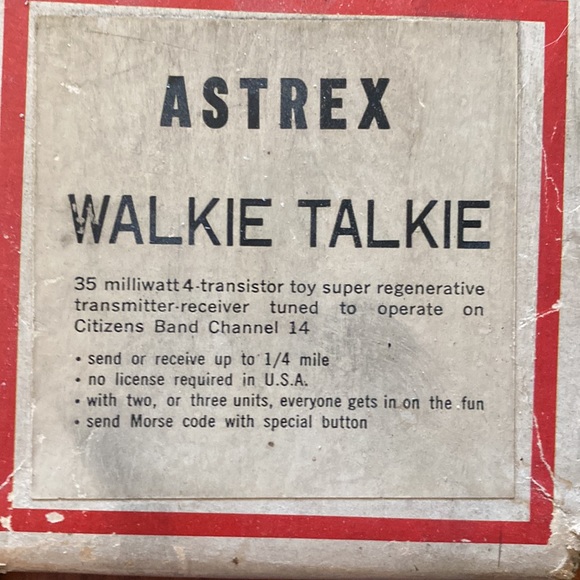 ASTREX
WALKIE TALKIE
35 milliwatt 4-transistor toy super regenerative
transmitter-receiver tuned to operate on
Citizens Band Channel 14
• send or receive up to 1/4 mile
• no license required in U.S.A.
• with two, or three units, everyone gets in on the fun
• send Morse code with special button